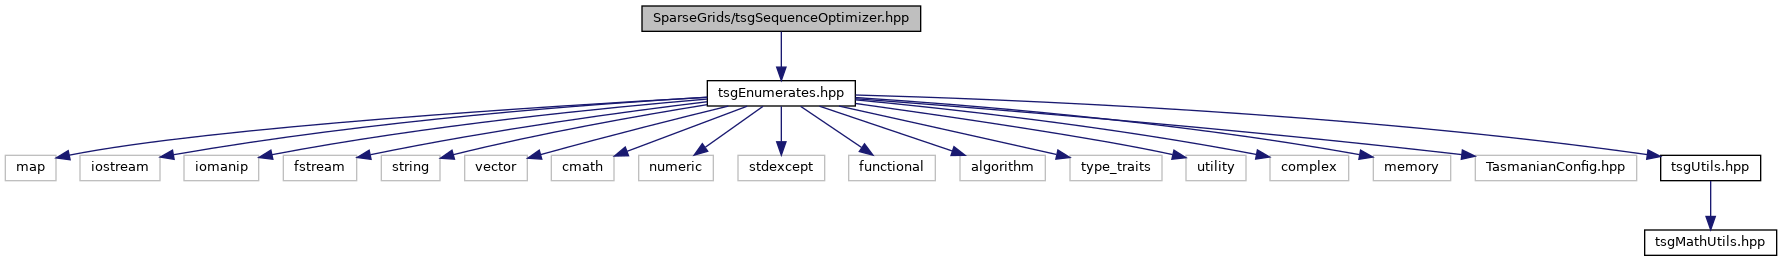 SparseGrids/tsgSequenceOptimizer.hpp
tsgEnumerates.hpp
map
iostream
iomanip
fstream
string
vector
cmath
numeric
stdexcept
functional
algorithm
type_traits
utility
complex
memory
TasmanianConfig.hpp
tsgUtils.hpp
tsgMathUtils.hpp